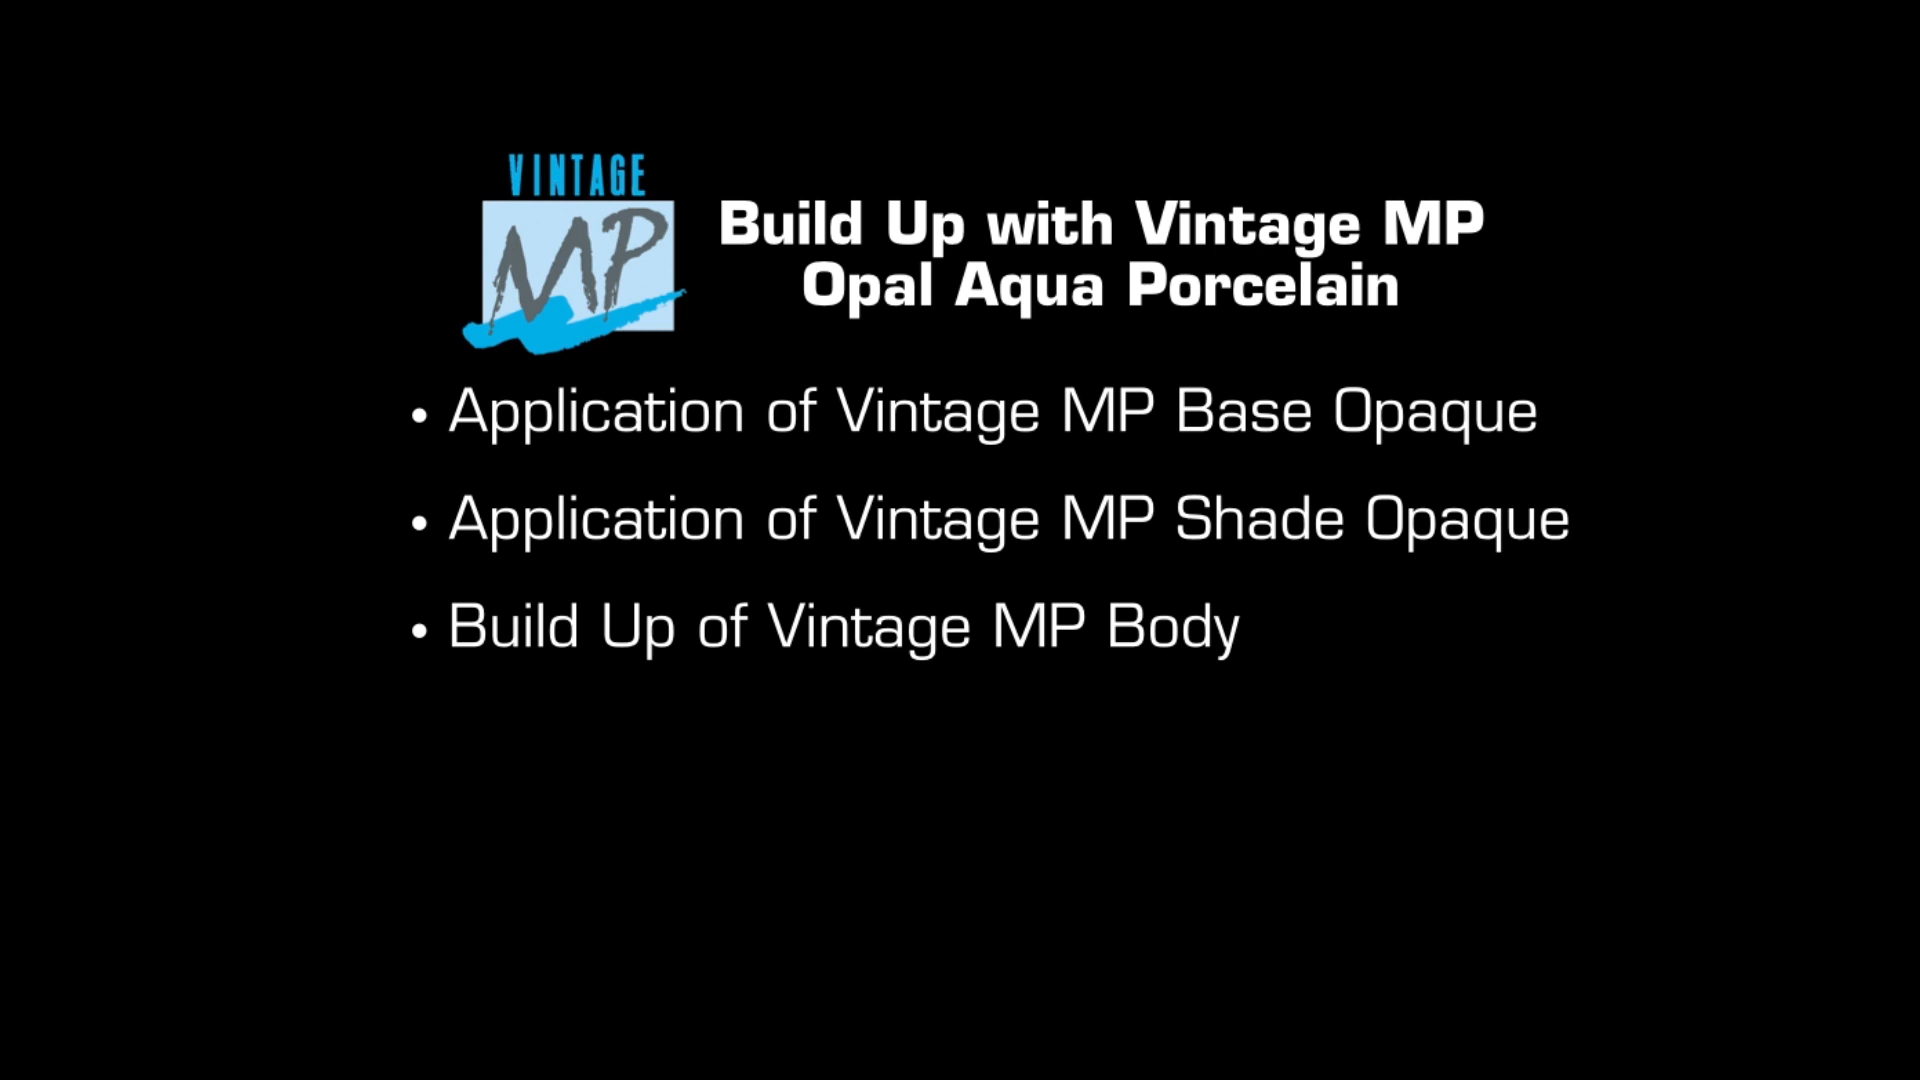 VINTAGE
MP
Build Up with Vintage MP
Opal Aqua Porcelain
• Application of Vintage MP Base Opaque
• Application of Vintage MP Shade Opaque
• Build Up of Vintage MP Body